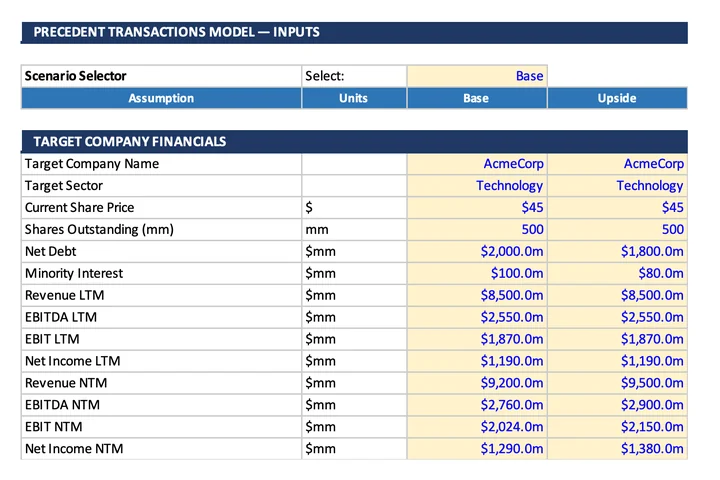 PRECEDENT TRANSACTIONS MODEL — INPUTS
Scenario Selector Select: Base
Assumption Units Base Upside
TARGET COMPANY FINANCIALS
Target Company Name AcmeCorp AcmeCorp
Target Sector Technology Technology
Current Share Price $ $45 $45
Shares Outstanding (mm) mm 500 500
Net Debt $mm $2,000.0m $1,800.0m
Minority Interest $mm $100.0m $80.0m
Revenue LTM $mm $8,500.0m $8,500.0m
EBITDA LTM $mm $2,550.0m $2,550.0m
EBIT LTM $mm $1,870.0m $1,870.0m
Net Income LTM $mm $1,190.0m $1,190.0m
Revenue NTM $mm $9,200.0m $9,500.0m
EBITDA NTM $mm $2,760.0m $2,900.0m
EBIT NTM $mm $2,024.0m $2,150.0m
Net Income NTM $mm $1,290.0m $1,380.0m